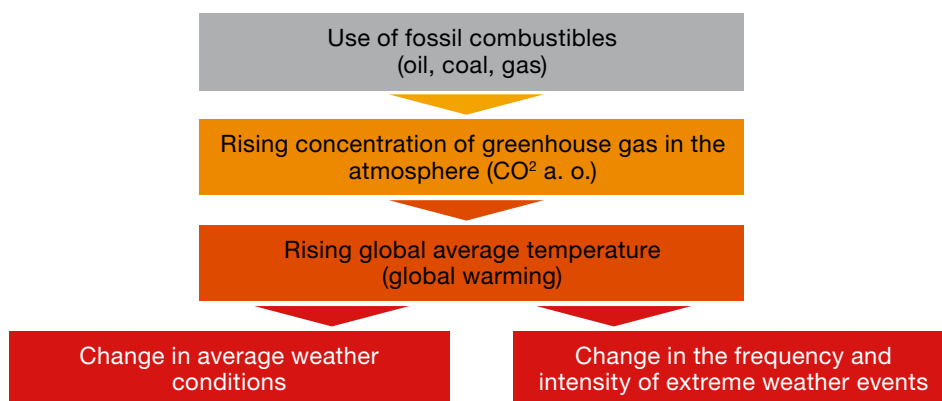 Use of fossil combustibles
(oil, coal, gas)
Rising concentration of greenhouse gas in the
atmosphere (CO² a. o.)
Rising global average temperature
(global warming)
Change in average weather
conditions
Change in the frequency and
intensity of extreme weather events